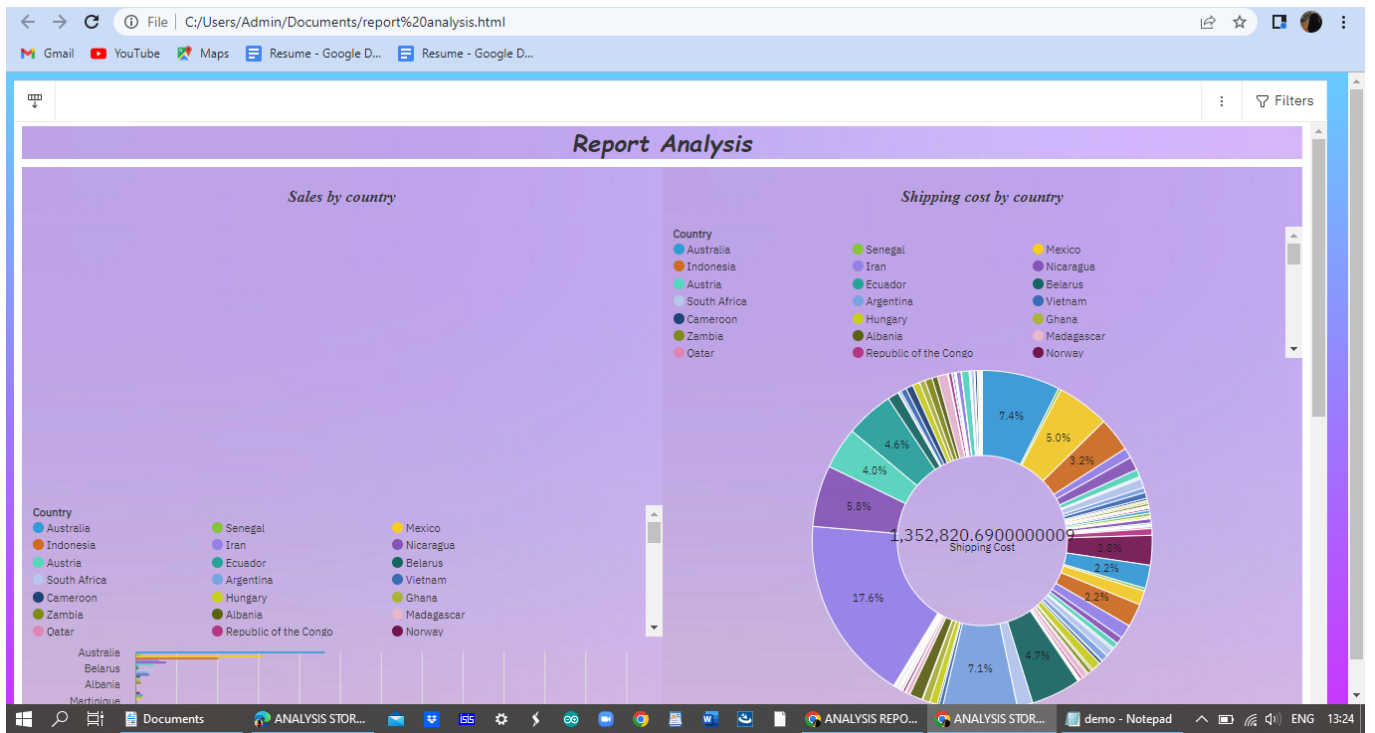 File C:/Users/Admin/Documents/report%20analysis.html
Gmail YouTube Maps Resume - Google D... Resume - Google D...
Filters
Report Analysis
Sales by country
Country
Australia Senegal Mexico
Indonesia Iran Nicaragua
Austria Ecuador Belarus
South Africa Argentina Vietnam
Cameroon Hungary Ghana
Zambia Albania Madagascar
Qatar Republic of the Congo Norway
Australia
Belarus
Albania
Martinique
Shipping cost by country
Country
Australia Senegal Mexico
Indonesia Iran Nicaragua
Austria Ecuador Belarus
South Africa Argentina Vietnam
Cameroon Hungary Ghana
Zambia Albania Madagascar
Qatar Republic of the Congo Norway
7.4%
5.0%
3.2%
2.8%
2.2%
2.2%
4.7%
7.1%
17.6%
5.8%
4.0%
4.6%
1,352,820.6900000009
Shipping Cost
Documents ANALYSIS STOR... isis ANALYSIS REPO... ANALYSIS STOR... demo - Notepad ENG 13:24